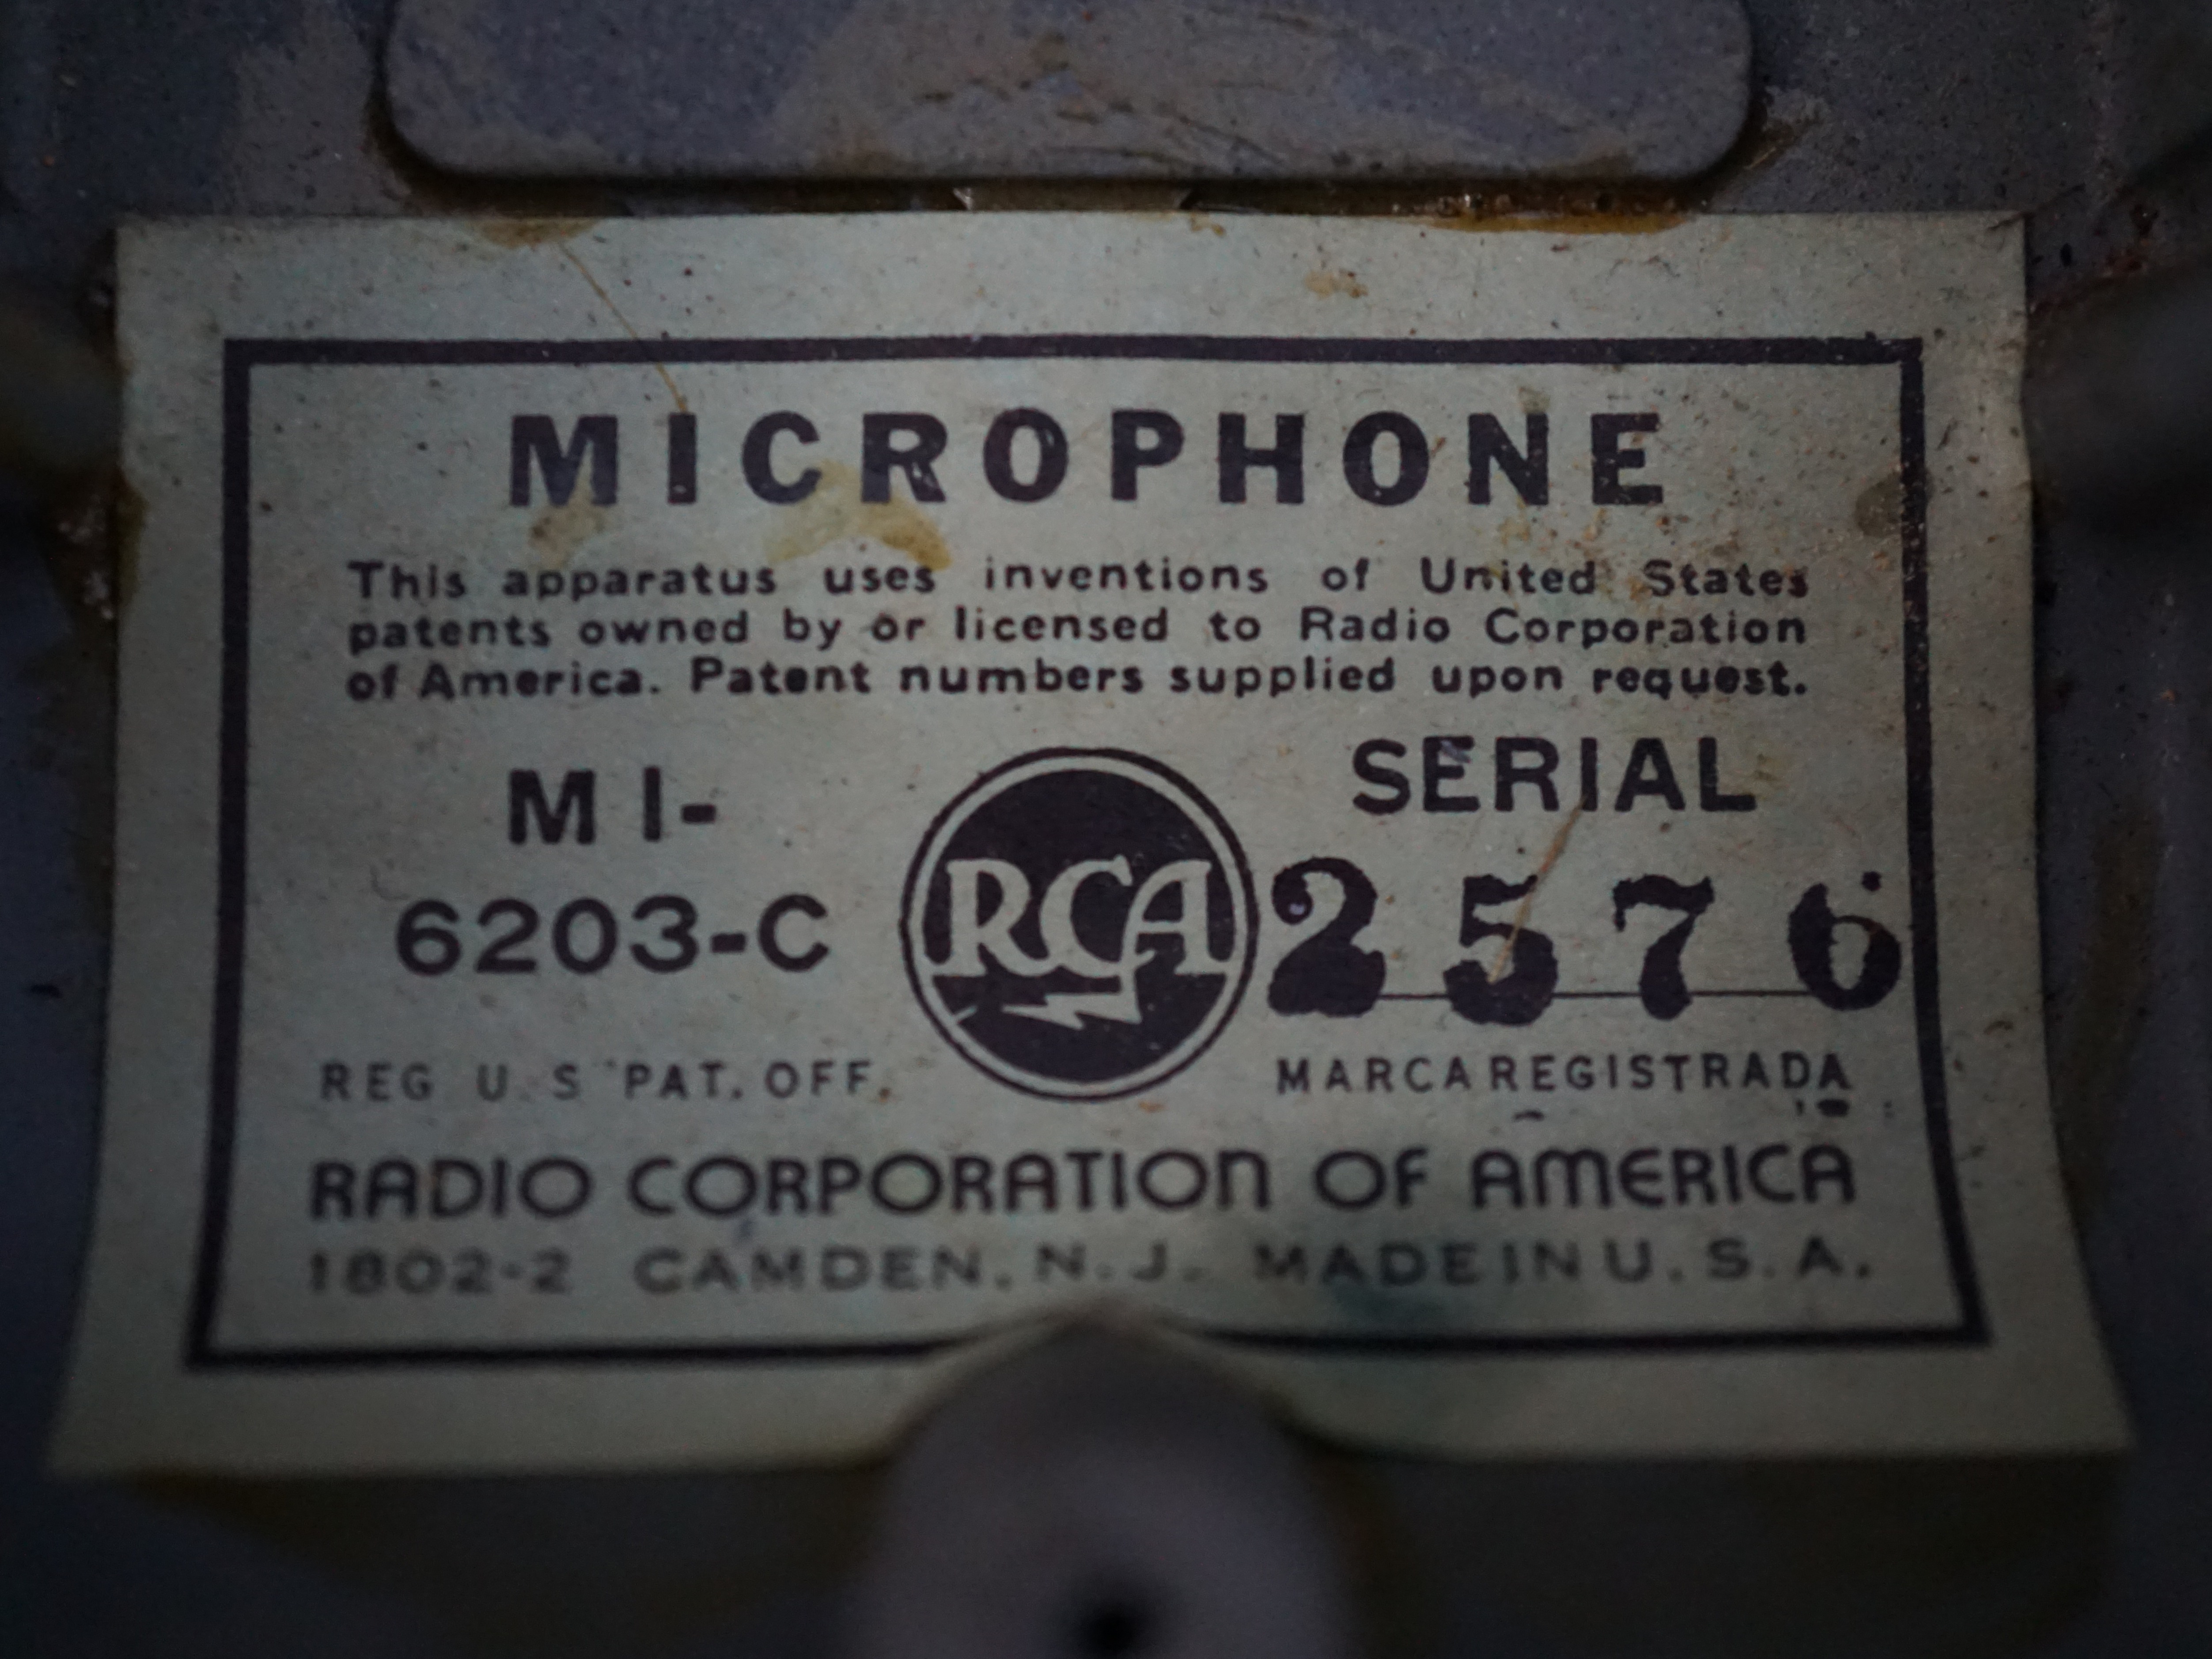 MICROPHONE
This apparatus uses inventions of United States
patents owned by or licensed to Radio Corporation
of America. Patent numbers supplied upon request.
MI-
6203-C
RCA
SERIAL
2576
REG U.S PAT. OFF.
MARCA REGISTRADA
RADIO CORPORATION OF AMERICA
1802-2 CAMDEN, N.J. MADE IN U.S.A.